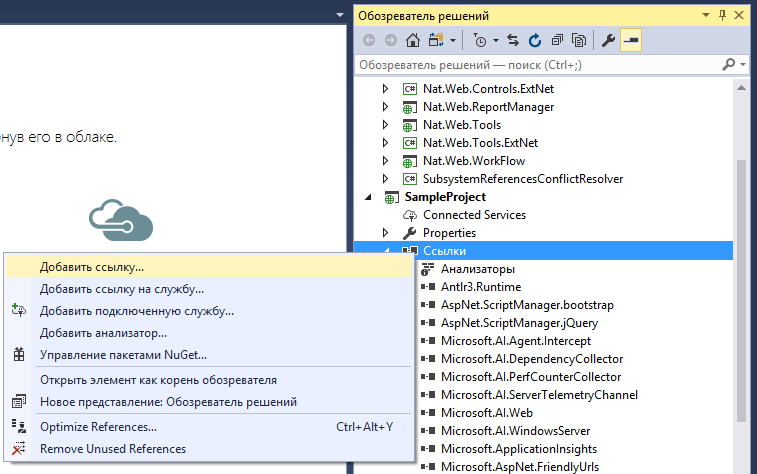 нув его в облаке.
Обозреватель решений
Обозреватель решений — поиск (Ctrl+;)
Nat.Web.Controls.ExtNet
Nat.Web.ReportManager
Nat.Web.Tools
Nat.Web.Tools.ExtNet
Nat.Web.WorkFlow
SubsystemReferencesConflictResolver
SampleProject
Connected Services
Properties
Ссылки
Анализаторы
Antlr3.Runtime
AspNet.ScriptManager.bootstrap
AspNet.ScriptManager.jQuery
Microsoft.AI.Agent.Intercept
Microsoft.AI.DependencyCollector
Microsoft.AI.PerfCounterCollector
Microsoft.AI.ServerTelemetryChannel
Microsoft.AI.Web
Microsoft.AI.WindowsServer
Microsoft.ApplicationInsights
Microsoft.AspNet.FriendlyUrls
Добавить ссылку...
Добавить ссылку на службу...
Добавить подключенную службу...
Добавить анализатор...
Управление пакетами NuGet...
Открыть элемент как корень обозревателя
Новое представление: Обозреватель решений
Optimize References... Ctrl+Alt+Y
Remove Unused References